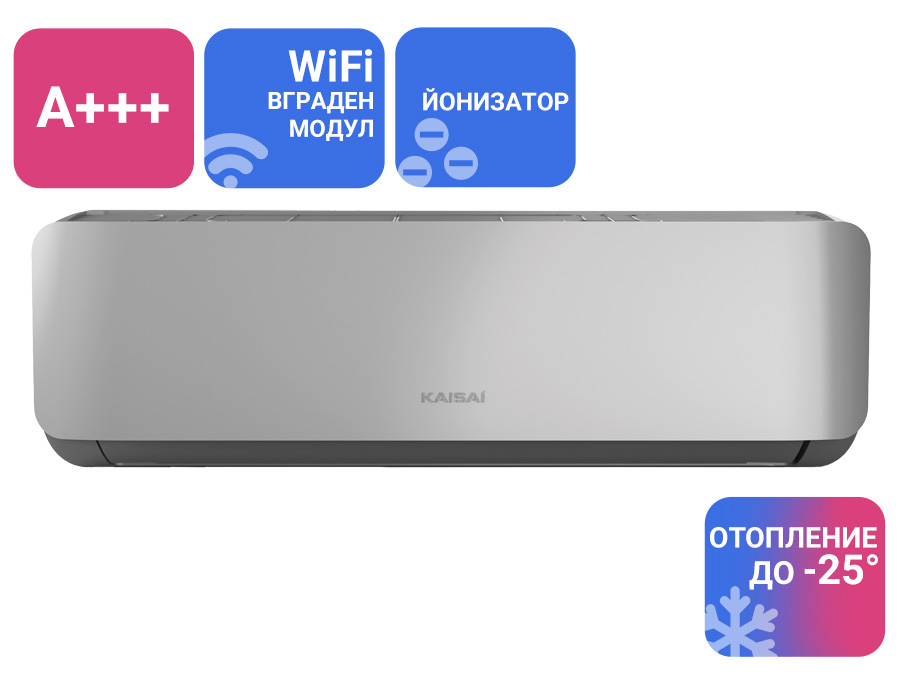 A+++
WiFi
ВГРАДЕН
МОДУЛ
ЙОНИЗАТОР
KAISAI
ОТОПЛЕНИЕ
ДО -25°